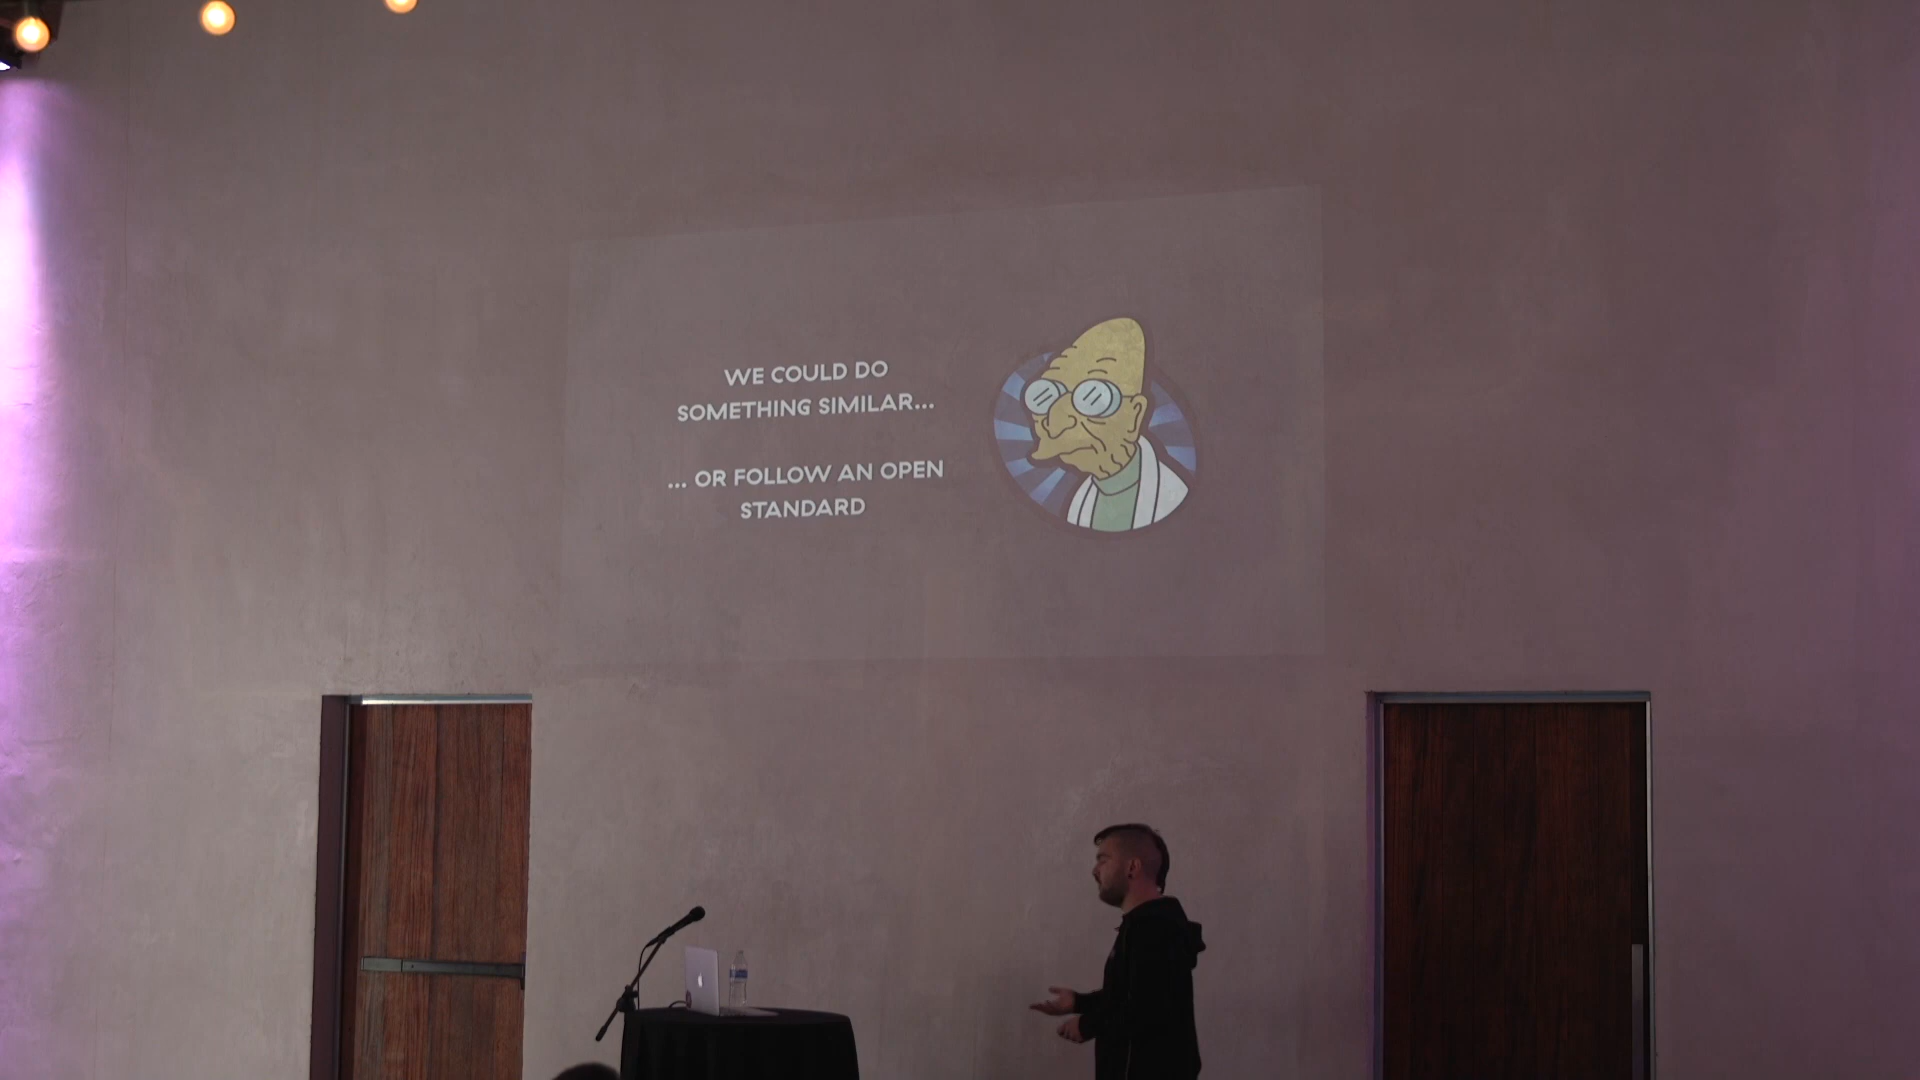 WE COULD DO
SOMETHING SIMILAR...
... OR FOLLOW AN OPEN
STANDARD